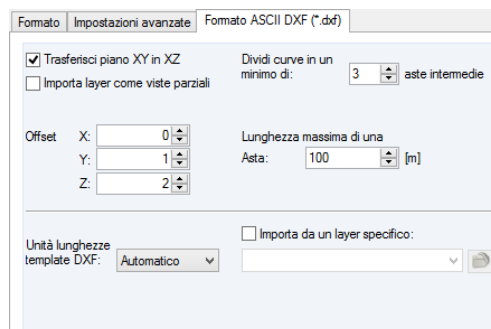 Formato Impostazioni avanzate Formato ASCII DXF (*.dxf)
Trasferisci piano XY in XZ
Importa layer come viste parziali
Dividi curve in un
minimo di: 3 aste intermedie
Offset X: 0
Y: 1
Z: 2
Lunghezza massima di una
Asta: 100 [m]
Unità lunghezze
template DXF: Automatico
Importa da un layer specifico: